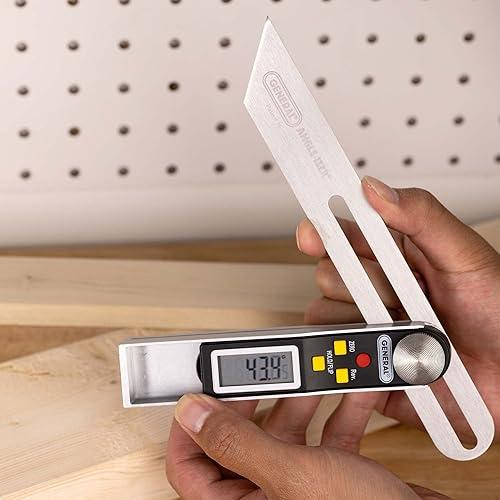 GENERAL®
ANGLE-IZER®
43.9°
ZERO
HOLD/FLIP
Rev.
GENERAL®